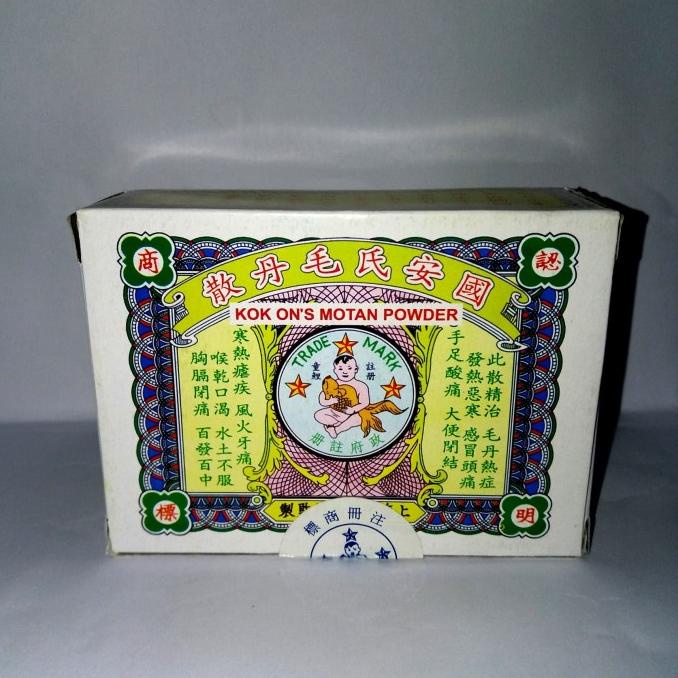 國安氏毛丹散
KOK ON'S MOTAN POWDER
認
明
商
標
此散精治 毛丹熱症
發熱惡寒 感冒頭痛
手足酸痛 大便閉結
TRADE MARK
註冊
童鯉
政府註冊
寒熱瘧疾 風火牙痛
喉乾口渴 水土不服
胸膈閉痛 百發百中
製
注冊商標